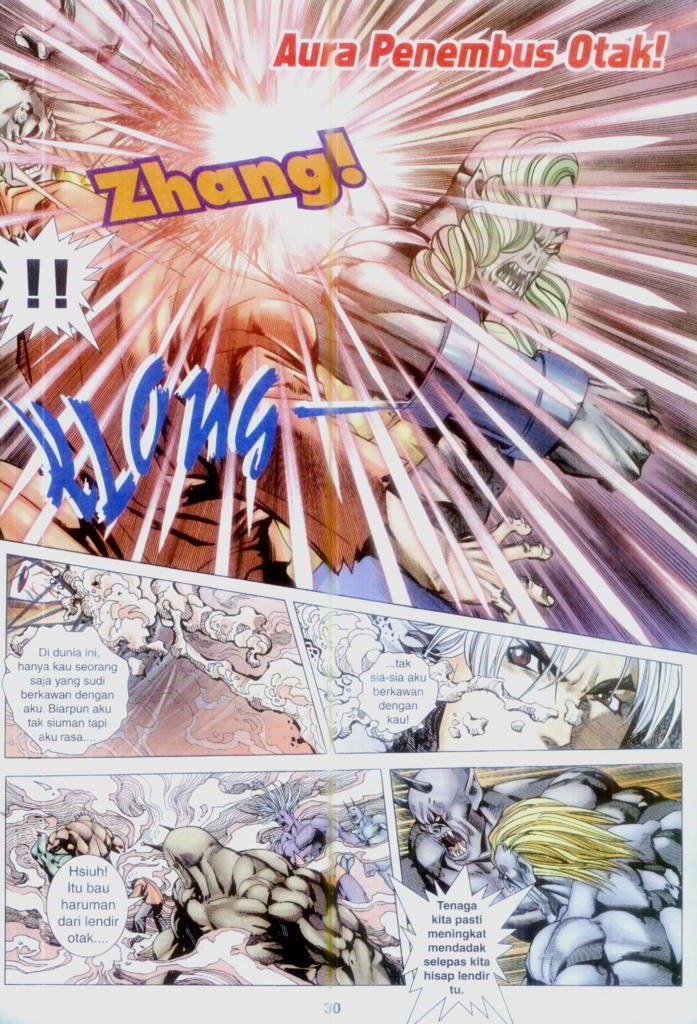 Aura Penembus Otak!
Zhang!
!!
KLONG
Di dunia ini,
hanya kau seorang
saja yang sudi
berkawan dengan
aku. Biarpun aku
tak siuman tapi
aku rasa....
...tak
sia-sia aku
berkawan
dengan
kau!
Hsiuh!
Itu bau
haruman
dari lendir
otak....
Tenaga
kita pasti
meningkat
mendadak
selepas kita
hisap lendir
tu.
30